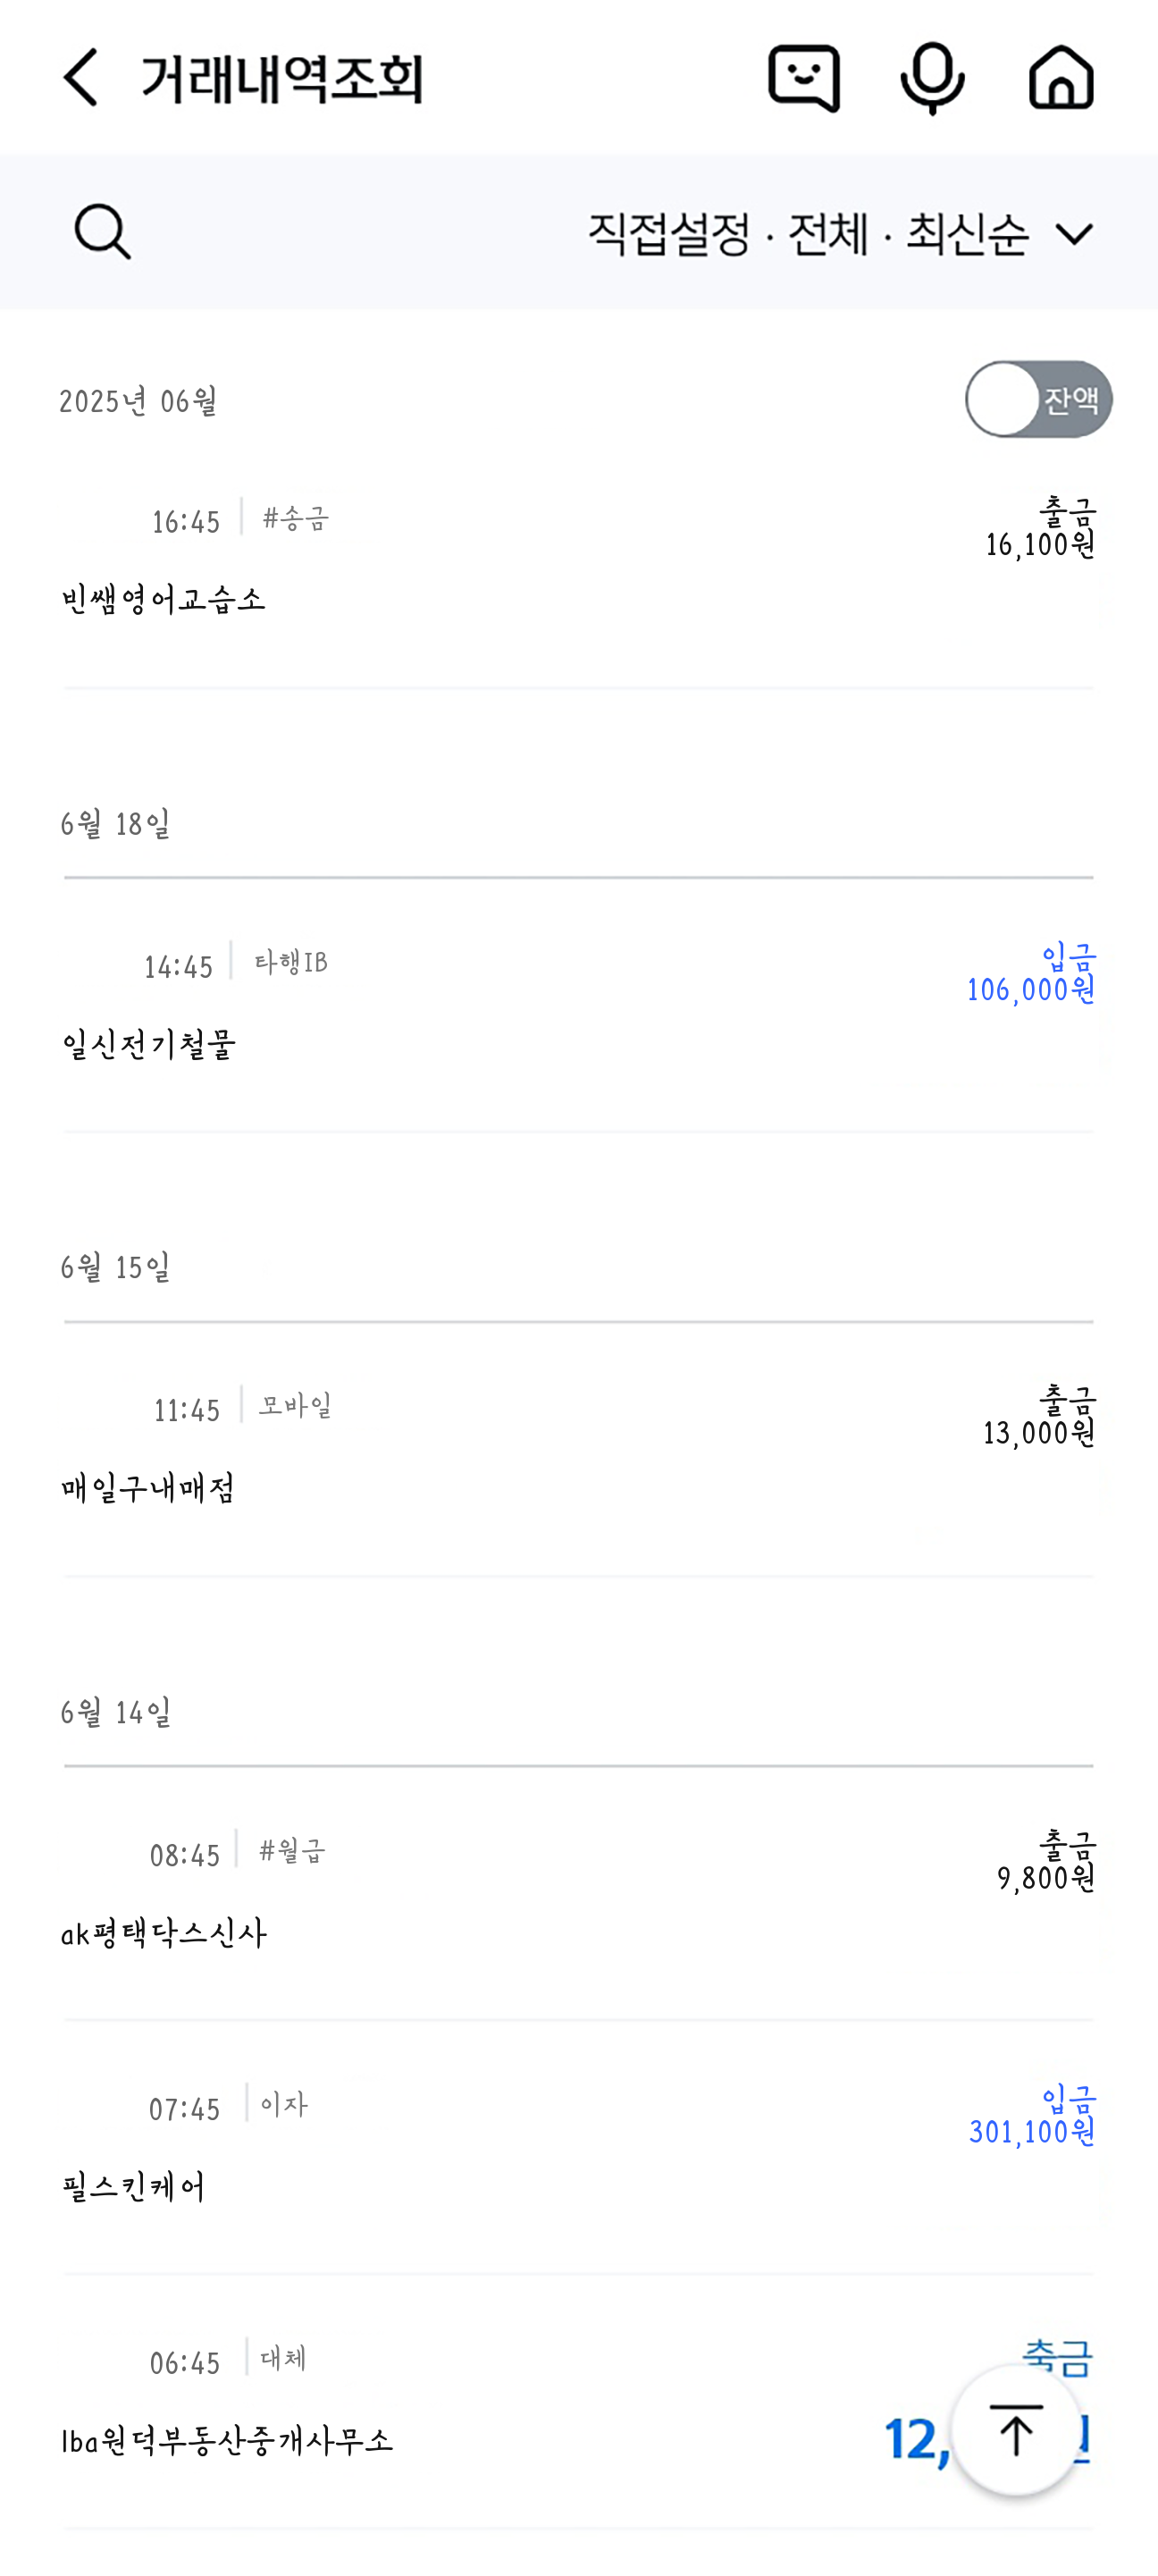 거래내역조회
직접설정 · 전체 · 최신순
2025년 06월
잔액
16:45 #송금
출금
16,100원
빈쌤영어교습소
6월 18일
14:45 타행IB
입금
106,000원
일신전기철물
6월 15일
11:45 모바일
출금
13,000원
매일구내매점
6월 14일
08:45 #월급
출금
9,800원
ak평택닥스신사
07:45 이자
입금
301,100원
필스킨케어
06:45 대체
출금
12,
lba원덕부동산중개사무소